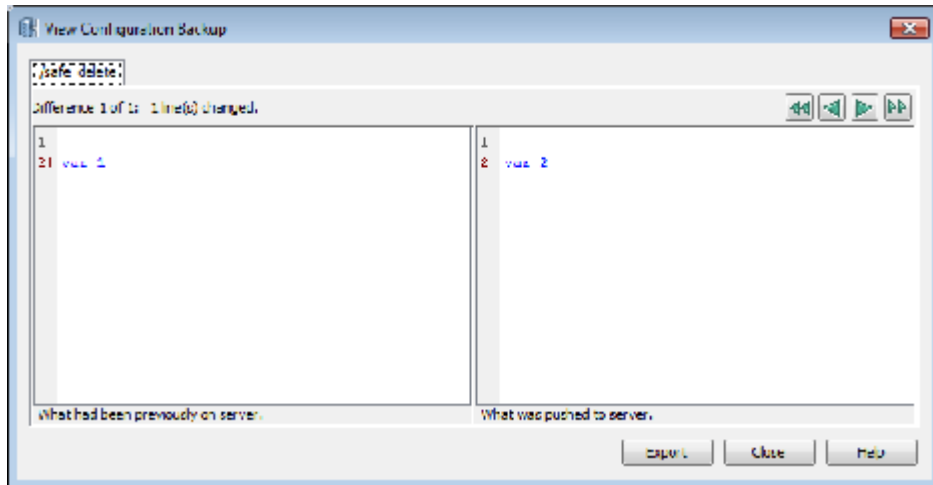 View Configuration Backup
/safe delete
Difference 1 of 1: 1 line(s) changed.
1
2! var 1
1
2 var 2
What had been previously on server.
What was pushed to server.
Export
Close
Help